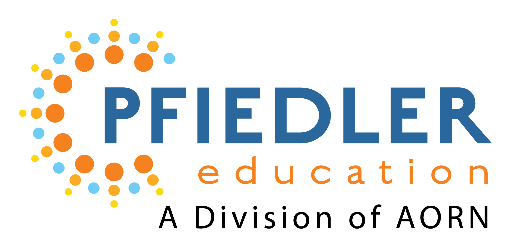 PFIEDLER
education
A Division of AORN